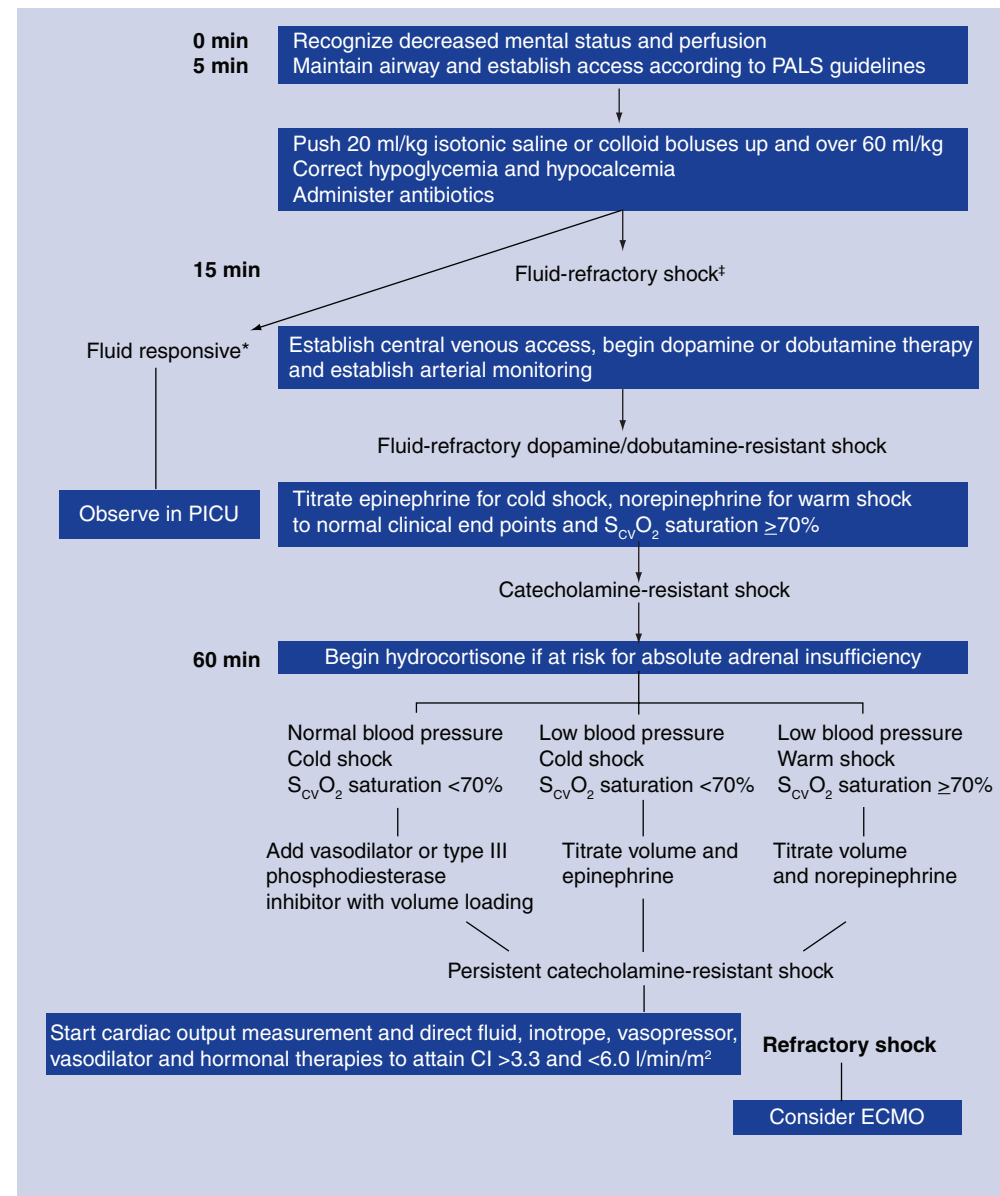 0 min
Recognize decreased mental status and perfusion
5 min
Maintain airway and establish access according to PALS guidelines
Push 20 ml/kg isotonic saline or colloid boluses up and over 60 ml/kg
Correct hypoglycemia and hypocalcemia
Administer antibiotics
15 min
Fluid-refractory shock‡
Fluid responsive*
Establish central venous access, begin dopamine or dobutamine therapy
and establish arterial monitoring
Fluid-refractory dopamine/dobutamine-resistant shock
Observe in PICU
Titrate epinephrine for cold shock, norepinephrine for warm shock
to normal clinical end points and S_CV O_2 saturation ≥70%
Catecholamine-resistant shock
60 min
Begin hydrocortisone if at risk for absolute adrenal insufficiency
Normal blood pressure
Cold shock
S_CV O_2 saturation <70%
Low blood pressure
Cold shock
S_CV O_2 saturation <70%
Low blood pressure
Warm shock
S_CV O_2 saturation ≥70%
Add vasodilator or type III
phosphodiesterase
inhibitor with volume loading
Titrate volume and
epinephrine
Titrate volume
and norepinephrine
Persistent catecholamine-resistant shock
Start cardiac output measurement and direct fluid, inotrope, vasopressor,
vasodilator and hormonal therapies to attain CI >3.3 and <6.0 l/min/m²
Refractory shock
Consider ECMO